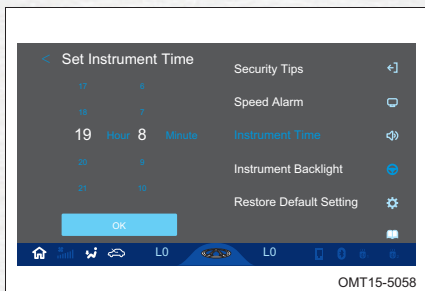 < Set Instrument Time
17 6
18 7
19 Hour 8 Minute
20 9
21 10
OK
Security Tips
Speed Alarm
Instrument Time
Instrument Backlight
Restore Default Setting
L0 L0
OMT15-5058